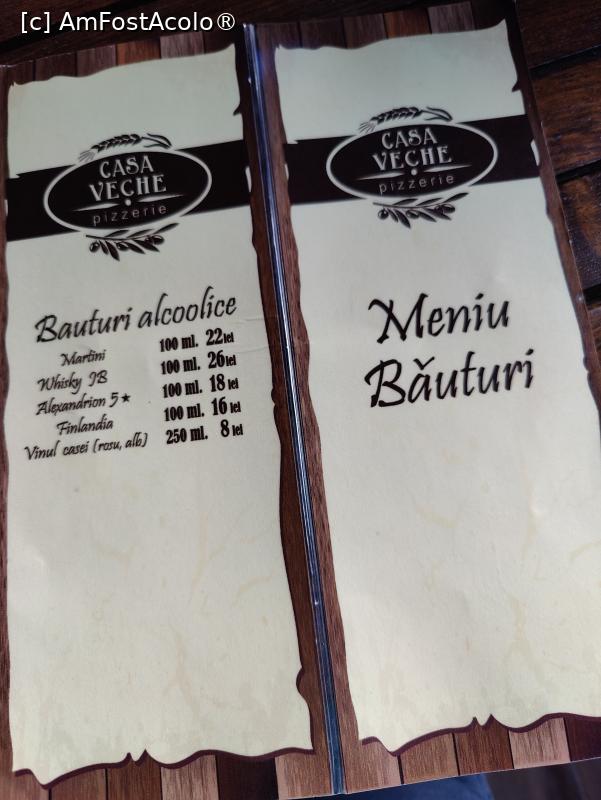 [c] AmFostAcolo®
CASA
VECHE
pizzerie
Bauturi alcoolice
Martini 100 ml. 22 lei
Whisky JB 100 ml. 26 lei
Alexandrion 5★ 100 ml. 18 lei
Finlandia 100 ml. 16 lei
Vinul casei (rosu, alb) 250 ml. 8 lei
CASA
VECHE
pizzerie
Meniu
Băuturi